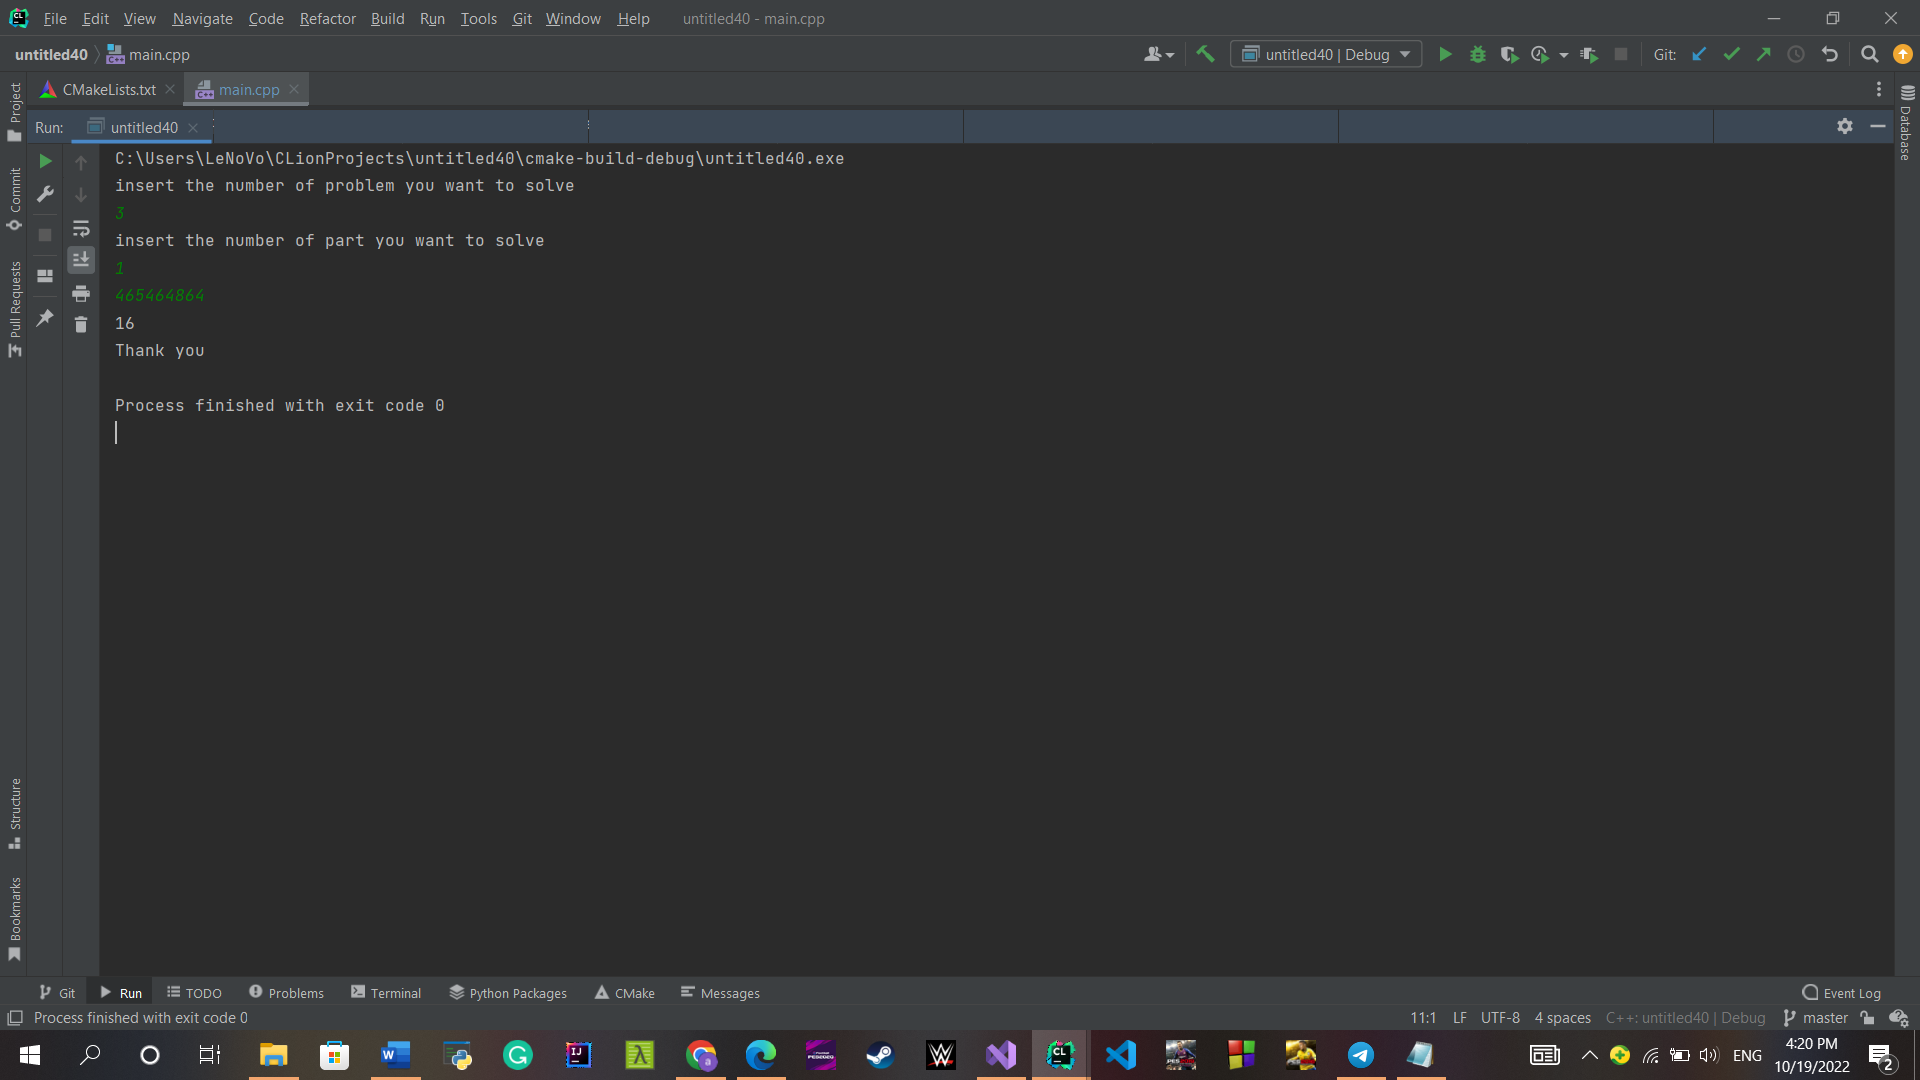 File Edit View Navigate Code Refactor Build Run Tools Git Window Help untitled40 - main.cpp
untitled40 main.cpp untitled40 | Debug Git:
CMakeLists.txt main.cpp
Run: untitled40
C:\Users\LeNoVo\CLionProjects\untitled40\cmake-build-debug\untitled40.exe
insert the number of problem you want to solve
3
insert the number of part you want to solve
1
465464864
16
Thank you
Process finished with exit code 0
Project
Commit
Pull Requests
Structure
Bookmarks
Database
Git Run TODO Problems Terminal Python Packages CMake Messages Event Log
Process finished with exit code 0 11:1 LF UTF-8 4 spaces C++: untitled40 | Debug master
ENG 4:20 PM
10/19/2022 2